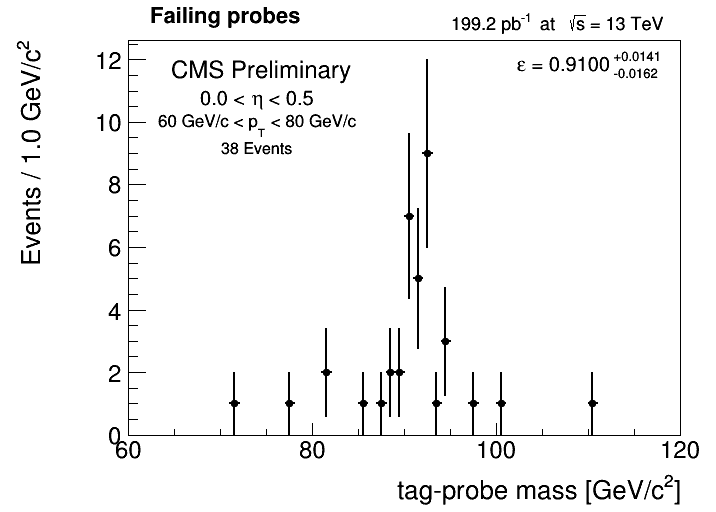 Failing probes
199.2 pb⁻¹ at √s = 13 TeV
CMS Preliminary
0.0 < η < 0.5
60 GeV/c < p_T < 80 GeV/c
38 Events
ε = 0.9100 +0.0141 -0.0162
Events / 1.0 GeV/c²
12
10
8
6
4
2
0
60 80 100 120
tag-probe mass [GeV/c²]